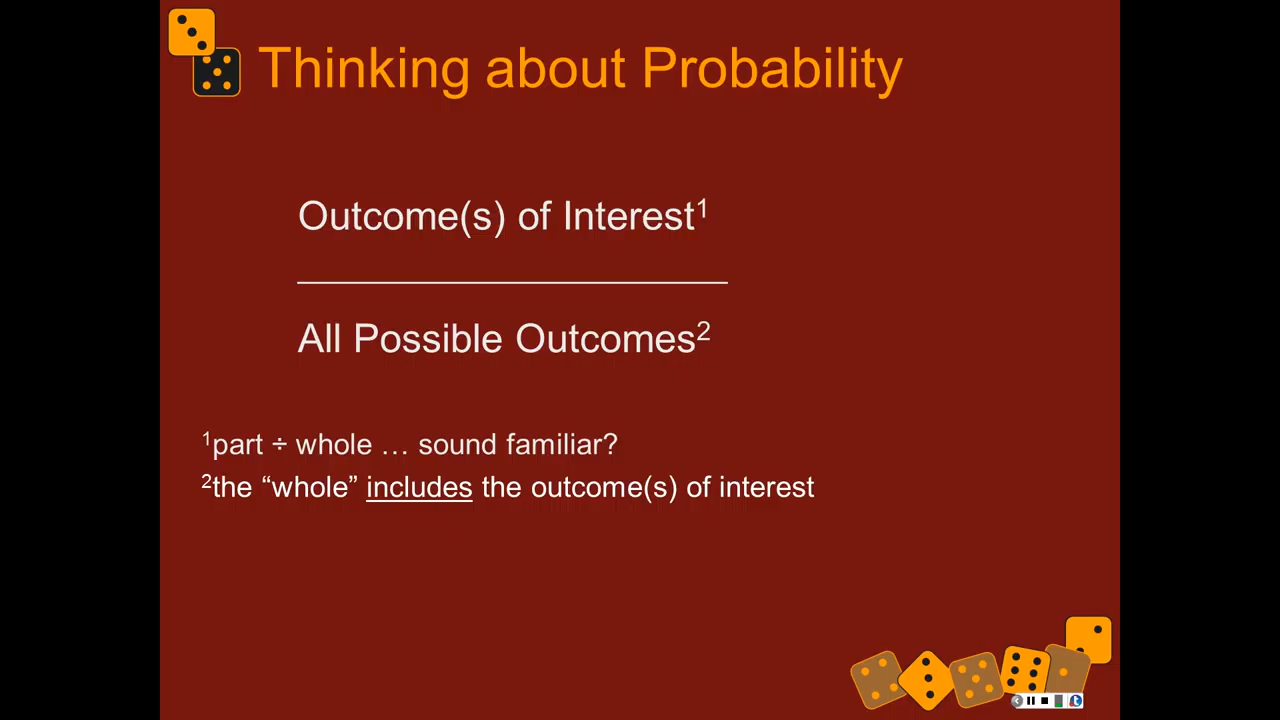 Thinking about Probability
Outcome(s) of Interest¹
All Possible Outcomes²
¹part ÷ whole … sound familiar?
²the “whole” includes the outcome(s) of interest